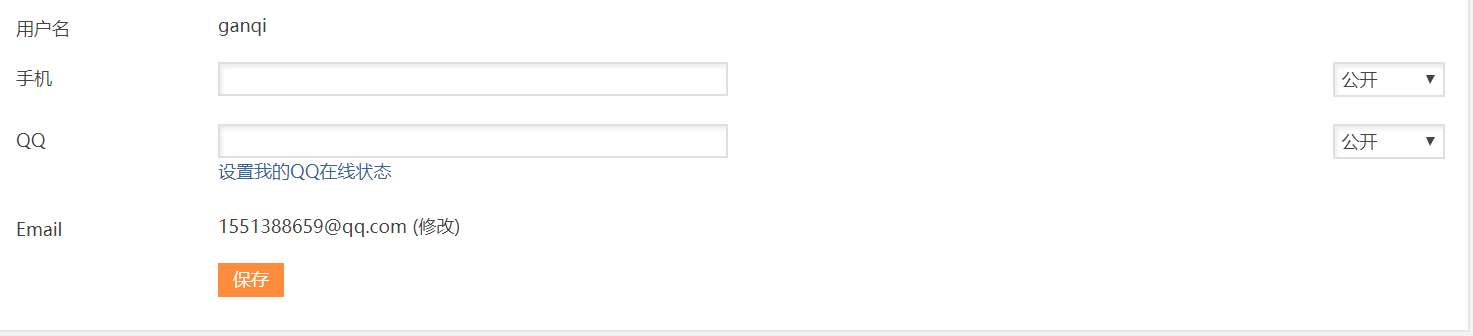 用户名 ganqi
手机 公开
QQ 公开
设置我的QQ在线状态
Email 1551388659@qq.com (修改)
保存